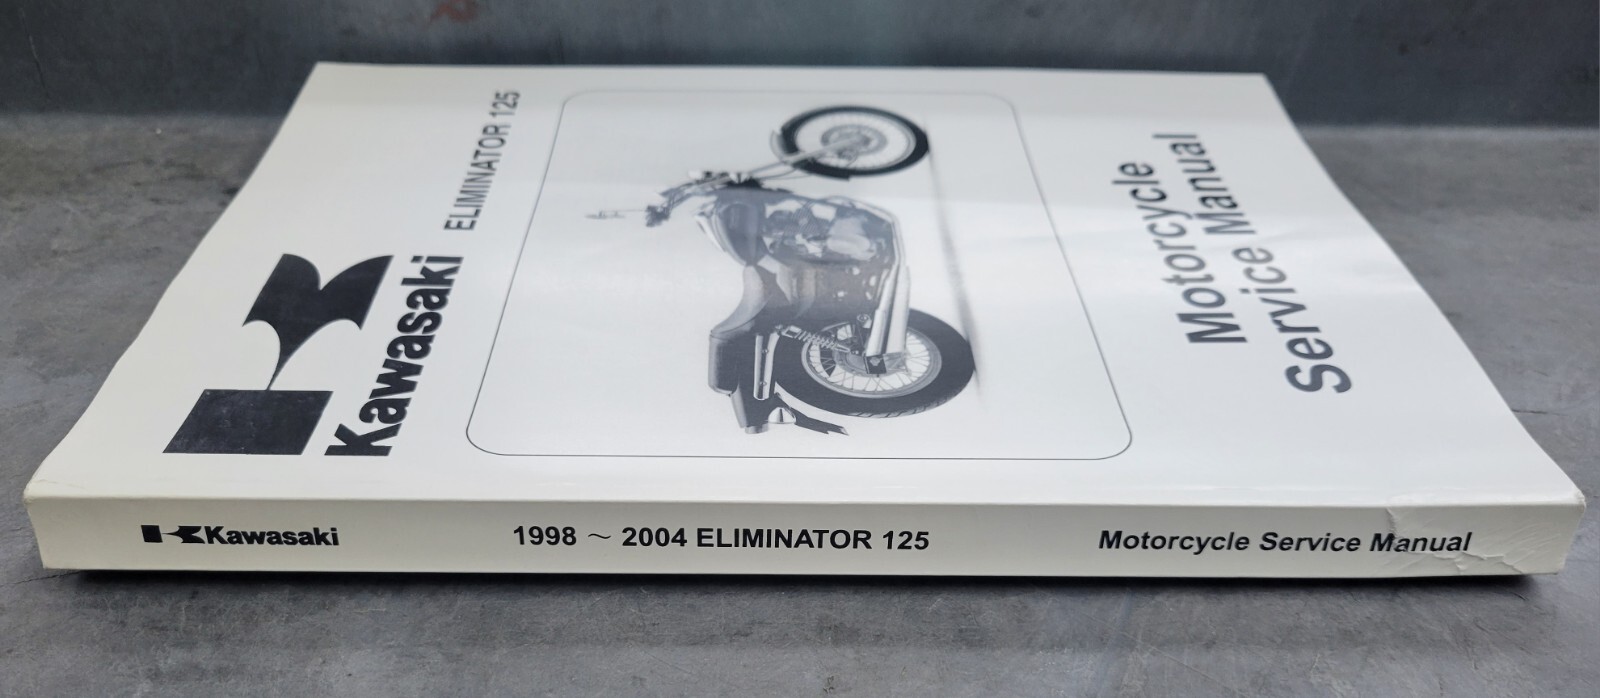 Kawasaki
ELIMINATOR 125
Motorcycle
Service Manual
Kawasaki
1998 ~ 2004 ELIMINATOR 125
Motorcycle Service Manual